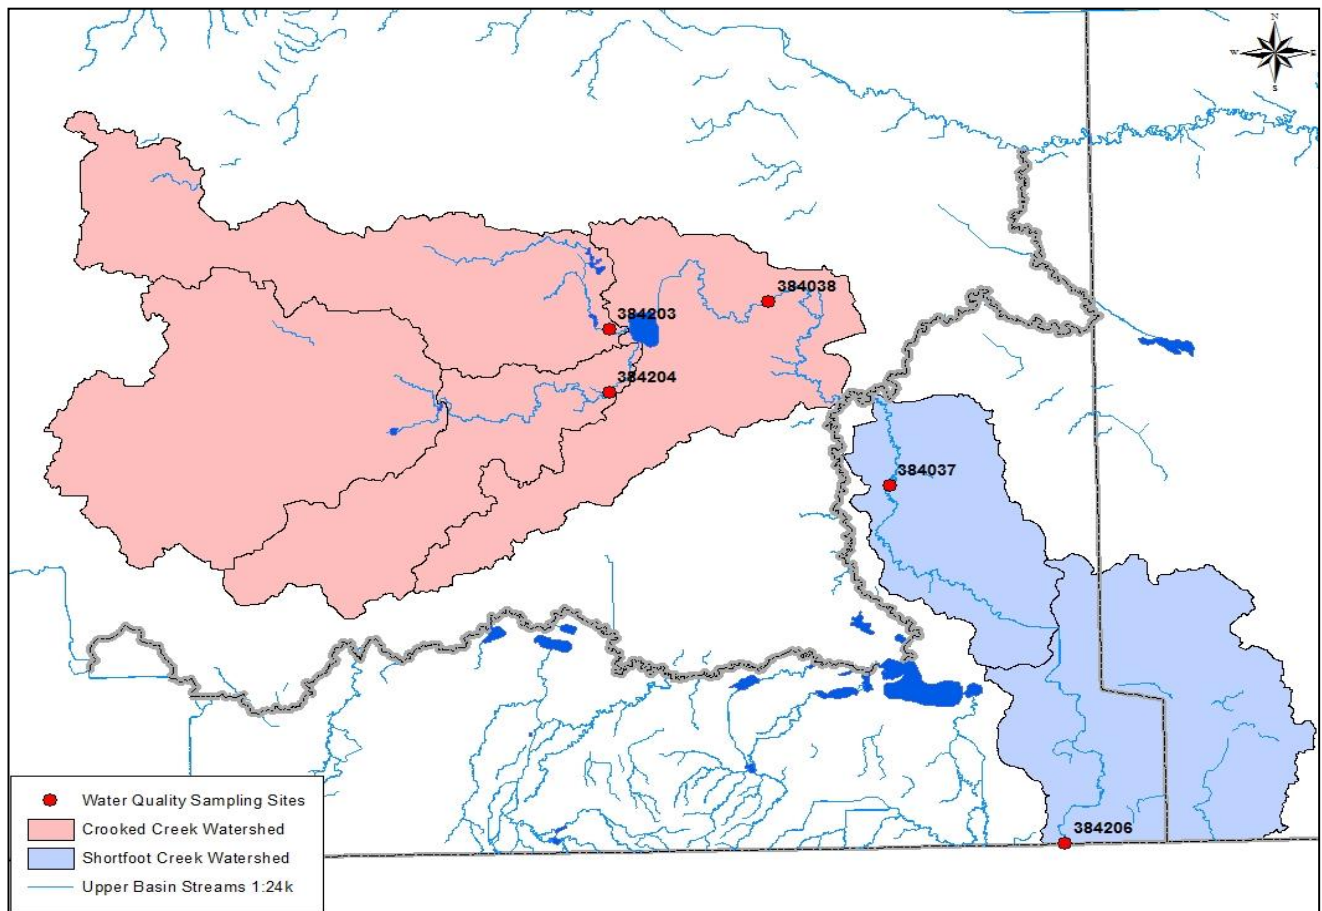 N
W E
S
384038
384203
384204
384037
384206
Water Quality Sampling Sites
Crooked Creek Watershed
Shortfoot Creek Watershed
Upper Basin Streams 1:24k